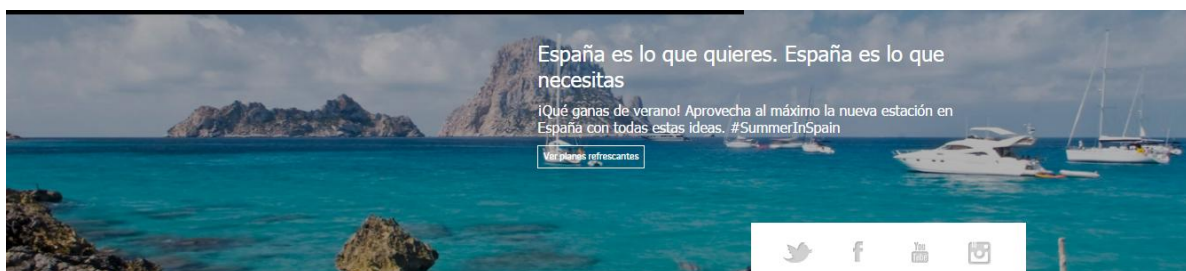 España es lo que quieres. España es lo que
necesitas
¡Qué ganas de verano! Aprovecha al máximo la nueva estación en
España con todas estas ideas. #SummerInSpain
Ver planes refrescantes
You
Tube